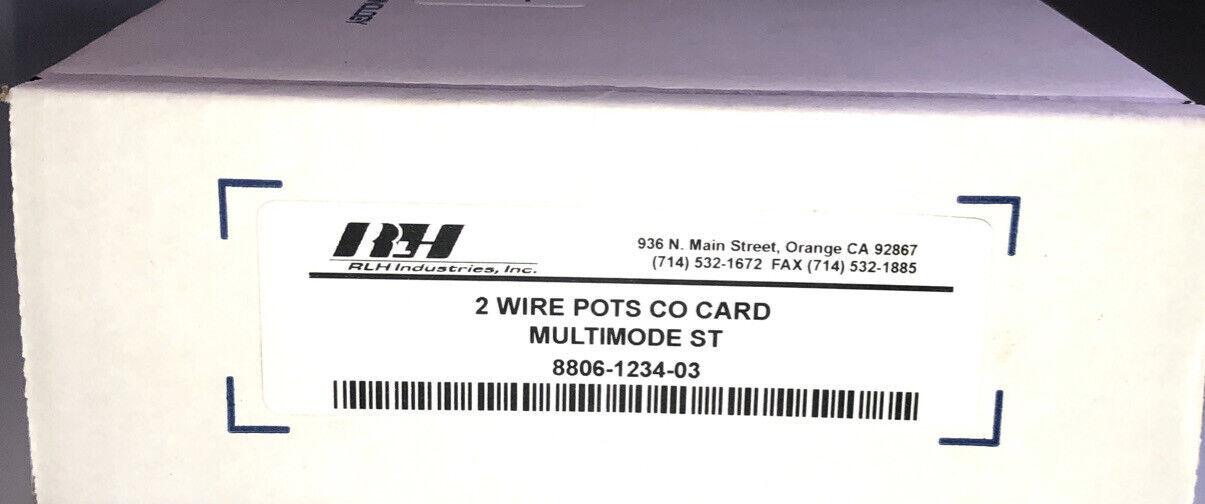 RLH
RLH Industries, Inc.
936 N. Main Street, Orange CA 92867
(714) 532-1672 FAX (714) 532-1885
2 WIRE POTS CO CARD
MULTIMODE ST
8806-1234-03